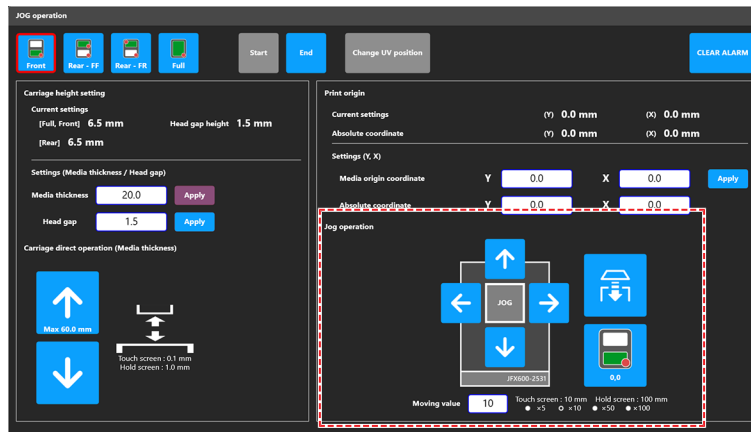 JOG operation
Front Rear - FF Rear - FR Full Start End Change UV position CLEAR ALARM
Carriage height setting
Current settings
[Full, Front] 6.5 mm Head gap height 1.5 mm
[Rear] 6.5 mm
Settings (Media thickness / Head gap)
Media thickness 20.0 Apply
Head gap 1.5 Apply
Carriage direct operation (Media thickness)
Max 60.0 mm
Touch screen : 0.1 mm
Hold screen : 1.0 mm
Print origin
Current settings (Y) 0.0 mm (X) 0.0 mm
Absolute coordinate (Y) 0.0 mm (X) 0.0 mm
Settings (Y, X)
Media origin coordinate Y 0.0 X 0.0 Apply
Absolute coordinate Y 0.0 X 0.0
Jog operation
JOG
JFX600-2531
0,0
Moving value 10 Touch screen : 10 mm Hold screen : 100 mm
×5 ×10 ×50 ×100